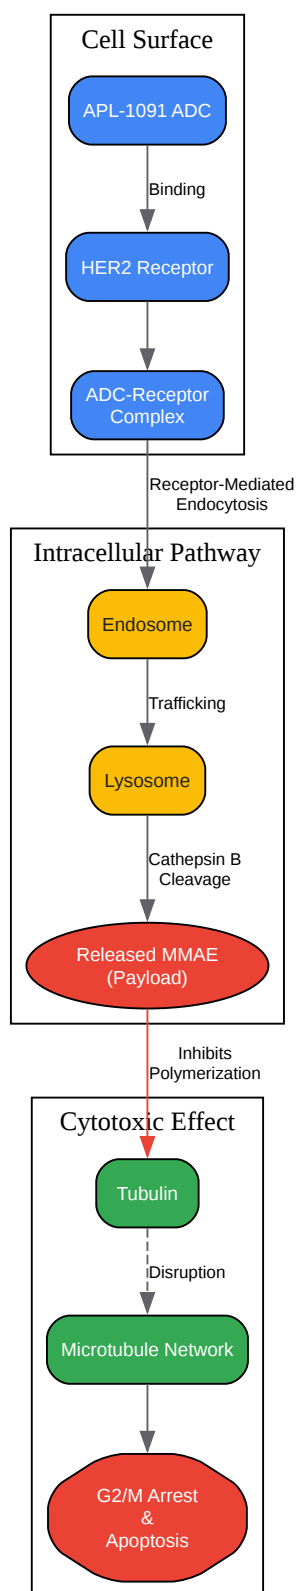 Cell Surface
APL-1091 ADC
Binding
HER2 Receptor
ADC-Receptor
Complex
Receptor-Mediated
Endocytosis
Intracellular Pathway
Endosome
Trafficking
Lysosome
Cathepsin B
Cleavage
Released MMAE
(Payload)
Inhibits
Polymerization
Cytotoxic Effect
Tubulin
Disruption
Microtubule Network
G2/M Arrest
&
Apoptosis